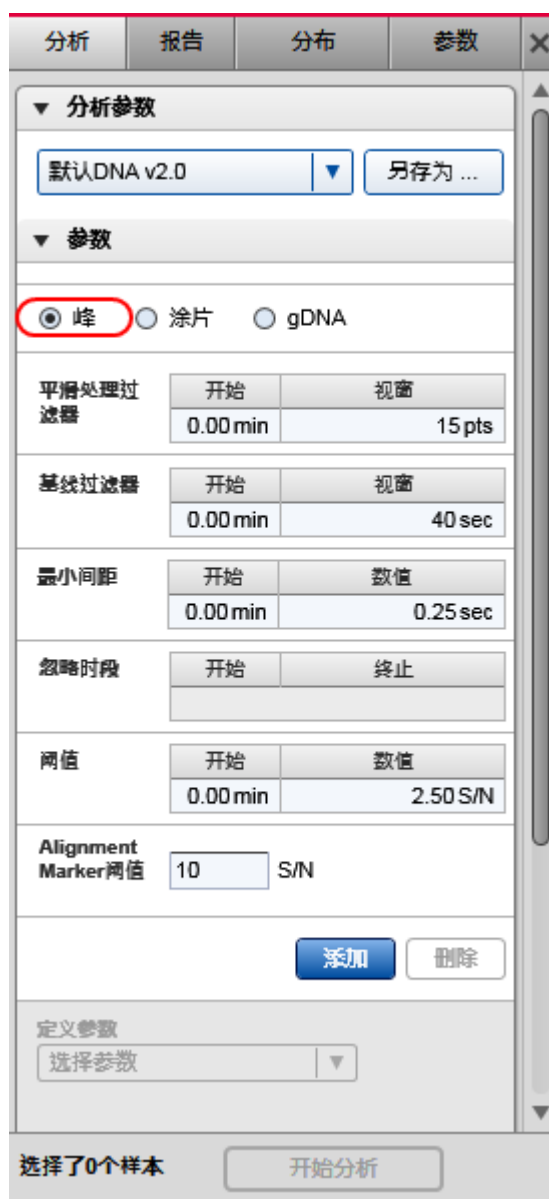 分析 报告 分布 参数
分析参数
默认DNA v2.0 另存为 ...
参数
峰 涂片 gDNA
平滑处理过
滤器
开始 视窗
0.00 min 15 pts
基线过滤器
开始 视窗
0.00 min 40 sec
最小间距
开始 数值
0.00 min 0.25 sec
忽略时段
开始 终止
阈值
开始 数值
0.00 min 2.50 S/N
Alignment
Marker阈值
10 S/N
添加 删除
定义参数
选择参数
选择了0个样本 开始分析